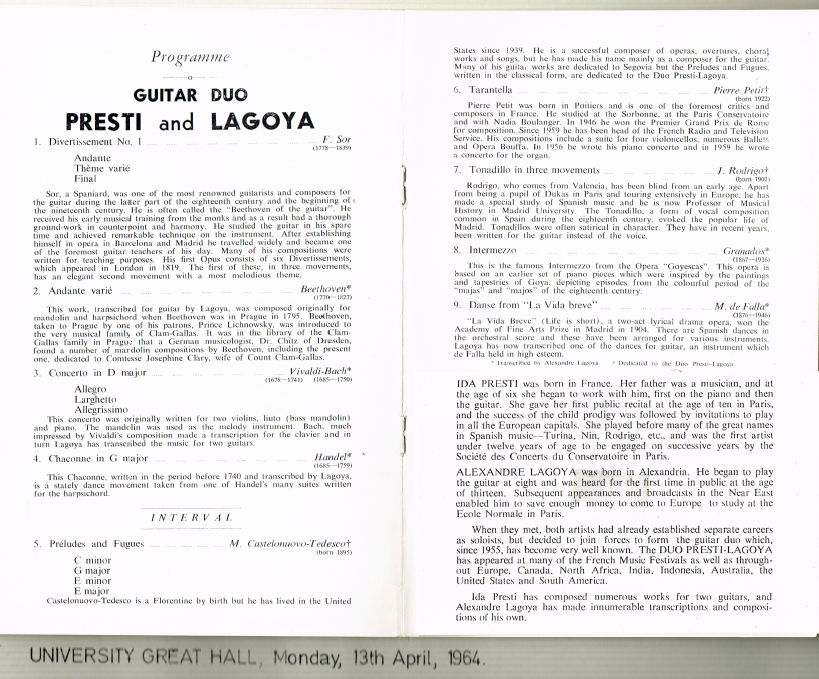 Programme
o
GUITAR DUO
PRESTI and LAGOYA
1. Divertissement No. 1 F. Sor
(1778—1839)
Andante
Thème varié
Final
Sor, a Spaniard, was one of the most renowned guitarists and composers for
the guitar during the latter part of the eighteenth century and the beginning of
the nineteenth century. He is often called the "Beethoven of the guitar". He
received his early musical training from the monks and as a result had a thorough
ground-work in counterpoint and harmony. He studied the guitar in his spare
time and achieved remarkable technique on the instrument. After establishing
himself in opera in Barcelona and Madrid he travelled widely and became one
of the foremost guitar teachers of his day. Many of his compositions were
written for teaching purposes. His first Opus consists of six Divertissements,
which appeared in London in 1819. The first of these, in three movements,
has an elegant second movement with a most melodious theme.
2. Andante varié Beethoven*
(1770—1827)
This work, transcribed for guitar by Lagoya, was composed originally for
mandolin and harpsichord when Beethoven was in Prague in 1795. Beethoven,
taken to Prague by one of his patrons, Prince Lichnowsky, was introduced to
the very musical family of Clam-Gallas. It was in the library of the Clam-
Gallas family in Prague that a German musicologist, Dr. Chitz of Dresden,
found a number of mardolin compositions by Beethoven, including the present
one, dedicated to Comtesse Josephine Clary, wife of Count Clam-Gallas.
3. Concerto in D major Vivaldi-Bach*
(1678—1741) (1685—1750)
Allegro
Larghetto
Allegrissimo
This concerto was originally written for two violins, liuto (bass mandolin)
and piano. The mandolin was used as the melody instrument. Bach, much
impressed by Vivaldi's composition made a transcription for the clavier and in
turn Lagoya has transcribed the music for two guitars.
4. Chaconne in G major Handel*
(1685—1759)
This Chaconne, written in the period before 1740 and transcribed by Lagoya,
is a stately dance movement taken from one of Handel's many suites written
for the harpsichord.
INTERVAL
5. Préludes and Fugues M. Castelonuovo-Tedesco†
(born 1895)
C minor
G major
E minor
E major
Castelonuovo-Tedesco is a Florentine by birth but he has lived in the United
States since 1939. He is a successful composer of operas, overtures, choral
works and songs, but he has made his name mainly as a composer for the guitar.
Many of his guitar works are dedicated to Segovia but the Preludes and Fugues,
written in the classical form, are dedicated to the Duo Presti-Lagoya.
6. Tarantella Pierre Petit†
(born 1922)
Pierre Petit was born in Poitiers and is one of the foremost critics and
composers in France. He studied at the Sorbonne, at the Paris Conservatoire
and with Nadia Boulanger. In 1946 he won the Premier Grand Prix de Rome
for composition. Since 1959 he has been head of the French Radio and Television
Service. His compositions include a suite for four violoncellos, numerous Ballets
and Opera Bouffa. In 1956 he wrote his piano concerto and in 1959 he wrote
a concerto for the organ.
7. Tonadillo in three movements J. Rodrigo†
(born 1902)
Rodrigo, who comes from Valencia, has been blind from an early age. Apart
from being a pupil of Dukas in Paris and touring extensively in Europe, he has
made a special study of Spanish music and he is now Professor of Musical
History in Madrid University. The Tonadillo, a form of vocal composition
common in Spain during the eighteenth century, evoked the popular life of
Madrid. Tonadillos were often satirical in character. They have in recent years,
been written for the guitar instead of the voice.
8. Intermezzo Granados*
(1867—1916)
This is the famous Intermezzo from the Opera "Goyescas". This opera is
based on an earlier set of piano pieces which were inspired by the paintings
and tapestries of Goya, depicting episodes from the colourful period of the
"majas" and "majos" of the eighteenth century.
9. Danse from "La Vida breve" M. de Falla*
(1876—1946)
"La Vida Breve" (Life is short), a two-act lyrical drama opera, won the
Academy of Fine Arts Prize in Madrid in 1904. There are Spanish dances in
the orchestral score and these have been arranged for various instruments.
Lagoya has now transcribed one of the dances for guitar, an instrument which
de Falla held in high esteem.
* Transcribed by Alexandre Lagoya † Dedicated to the Duo Presti-Lagoya
IDA PRESTI was born in France. Her father was a musician, and at
the age of six she began to work with him, first on the piano and then
the guitar. She gave her first public recital at the age of ten in Paris,
and the success of the child prodigy was followed by invitations to play
in all the European capitals. She played before many of the great names
in Spanish music—Turina, Nin, Rodrigo, etc., and was the first artist
under twelve years of age to be engaged on successive years by the
Société des Concerts du Conservatoire in Paris.
ALEXANDRE LAGOYA was born in Alexandria. He began to play
the guitar at eight and was heard for the first time in public at the age
of thirteen. Subsequent appearances and broadcasts in the Near East
enabled him to save enough money to come to Europe to study at the
Ecole Normale in Paris.
When they met, both artists had already established separate careers
as soloists, but decided to join forces to form the guitar duo which,
since 1955, has become very well known. The DUO PRESTI-LAGOYA
has appeared at many of the French Music Festivals as well as through-
out Europe, Canada, North Africa, India, Indonesia, Australia, the
United States and South America.
Ida Presti has composed numerous works for two guitars, and
Alexandre Lagoya has made innumerable transcriptions and composi-
tions of his own.
UNIVERSITY GREAT HALL, Monday, 13th April, 1964.